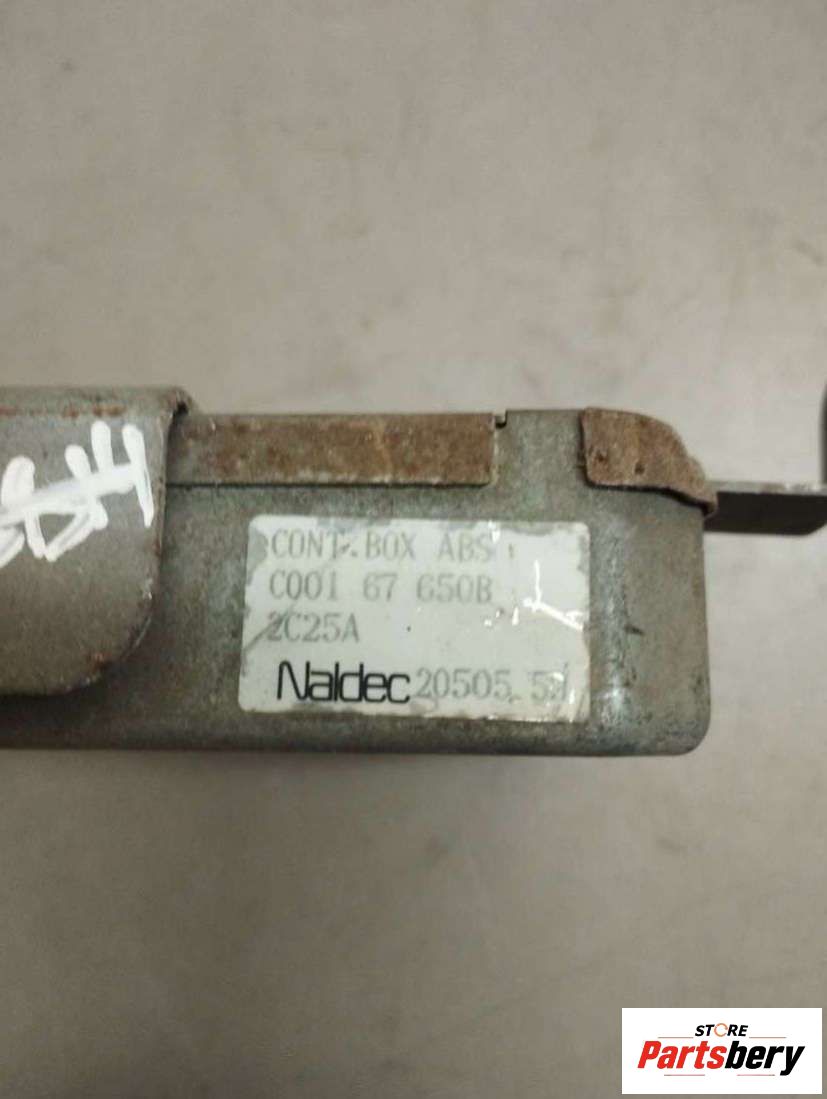 CONT. BOX ABS
C001 67 650B
2C25A
Naldec 20505
STORE
Partsbery